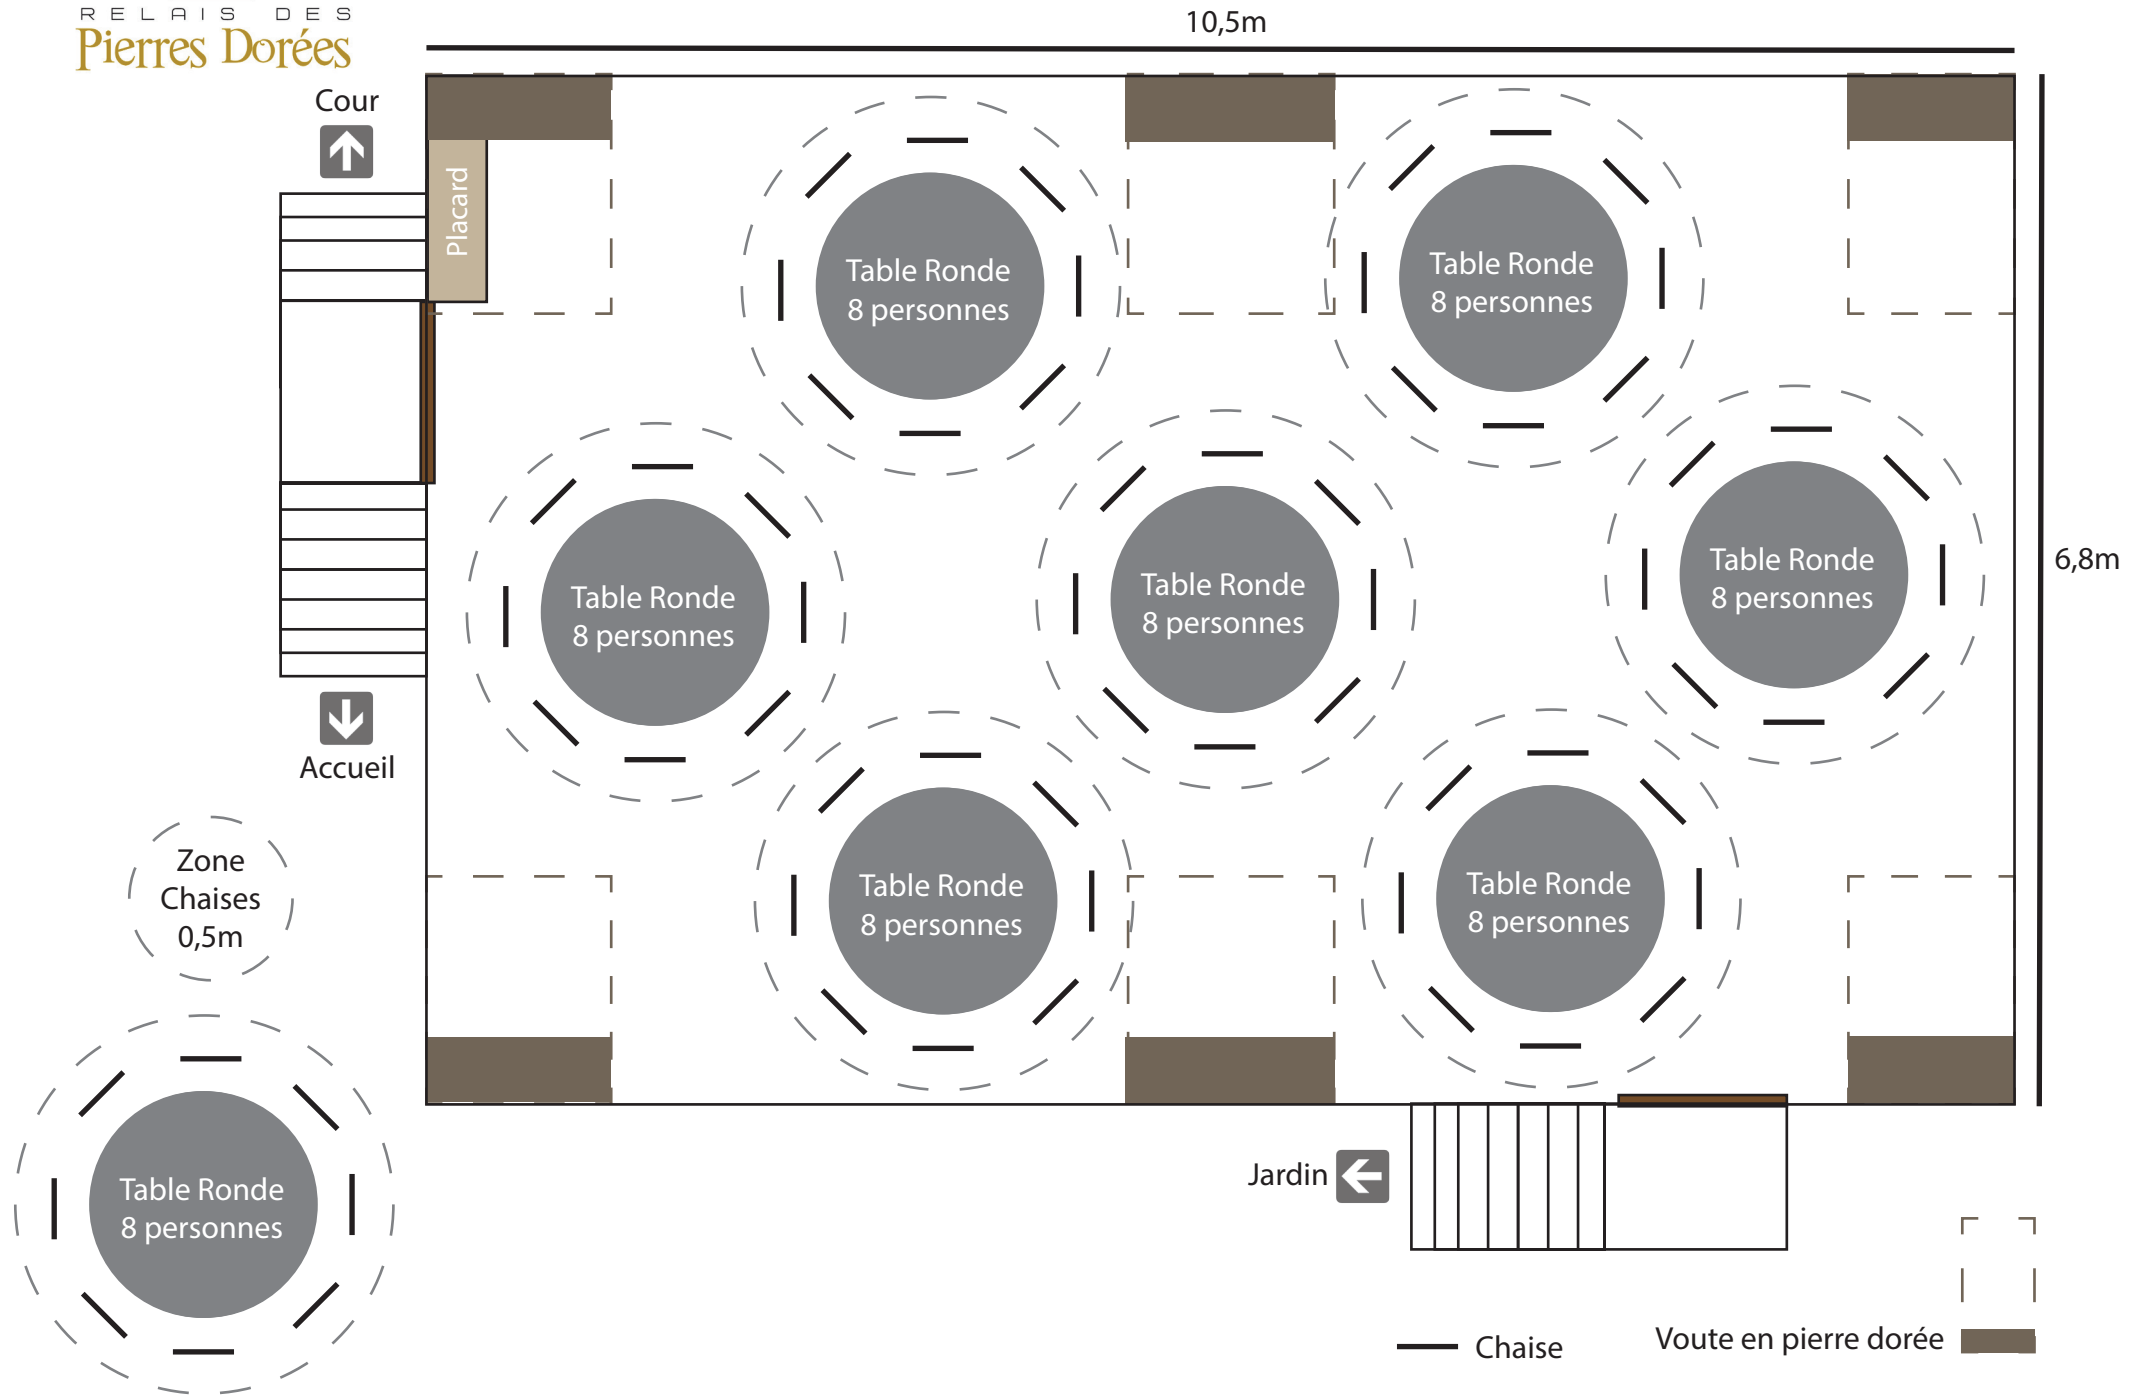 RELAIS DES
Pierres Dorées
10,5m
Cour
Placard
Table Ronde
8 personnes
Table Ronde
8 personnes
6,8m
Table Ronde
8 personnes
Table Ronde
8 personnes
Table Ronde
8 personnes
Accueil
Zone
Chaises
0,5m
Table Ronde
8 personnes
Table Ronde
8 personnes
Table Ronde
8 personnes
Jardin
Chaise
Voute en pierre dorée